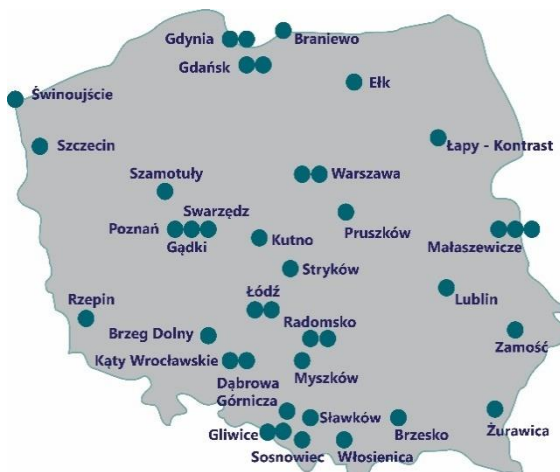 Gdynia
Braniewo
Gdańsk
Ełk
Świnoujście
Szczecin
Łapy - Kontrast
Szamotuły
Warszawa
Swarzędz
Poznań
Gądki
Kutno
Pruszków
Małaszewicze
Stryków
Rzepin
Łódź
Lublin
Brzeg Dolny
Radomsko
Zamość
Kąty Wrocławskie
Myszków
Dąbrowa
Górnicza
Sławków
Brzesko
Żurawica
Gliwice
Sosnowiec
Włosienica